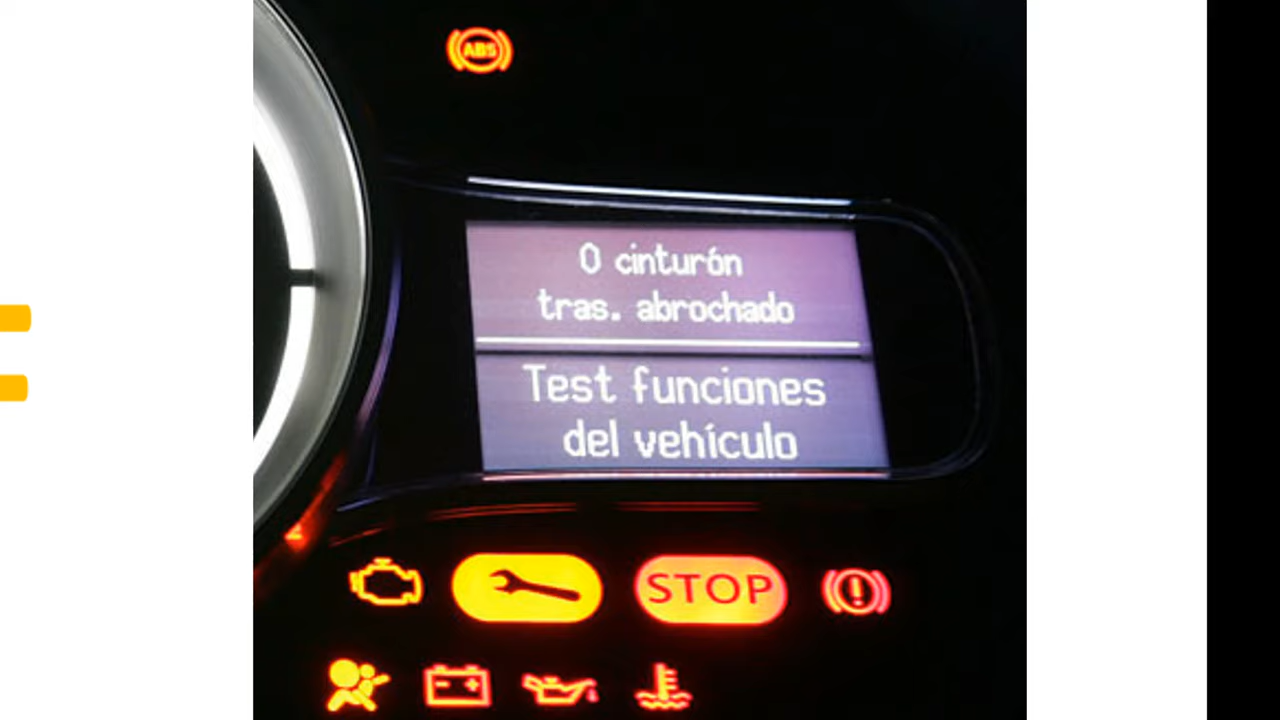 ABS
0 cinturón
tras. abrochado
Test funciones
del vehículo
STOP